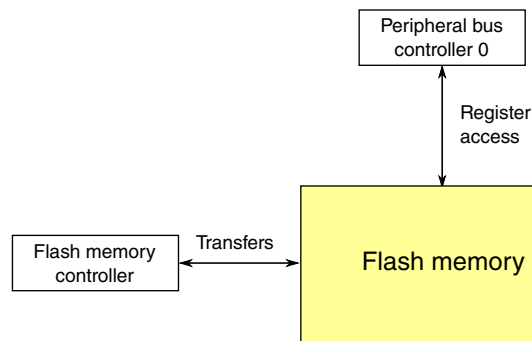 Peripheral bus
controller 0
Register
access
Transfers
Flash memory
controller
Flash memory